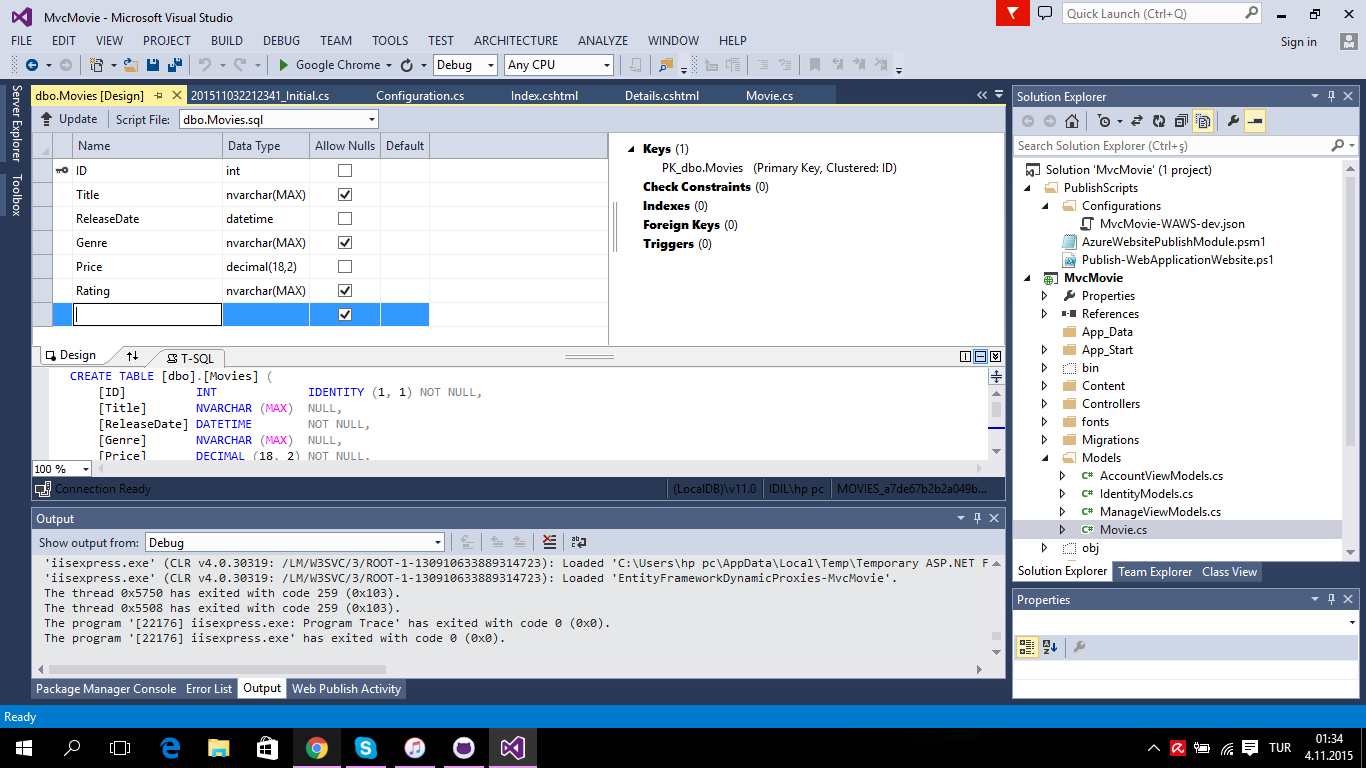 MvcMovie - Microsoft Visual Studio
Quick Launch (Ctrl+Q)
FILE EDIT VIEW PROJECT BUILD DEBUG TEAM TOOLS TEST ARCHITECTURE ANALYZE WINDOW HELP
Sign in
Google Chrome Debug Any CPU
Server Explorer
Toolbox
dbo.Movies [Design] 201511032212341_Initial.cs Configuration.cs Index.cshtml Details.cshtml Movie.cs
Update Script File: dbo.Movies.sql
Name Data Type Allow Nulls Default
ID int
Title nvarchar(MAX)
ReleaseDate datetime
Genre nvarchar(MAX)
Price decimal(18,2)
Rating nvarchar(MAX)
Keys (1)
PK_dbo.Movies (Primary Key, Clustered: ID)
Check Constraints (0)
Indexes (0)
Foreign Keys (0)
Triggers (0)
Design T-SQL
CREATE TABLE [dbo].[Movies] (
[ID] INT IDENTITY (1, 1) NOT NULL,
[Title] NVARCHAR (MAX) NULL,
[ReleaseDate] DATETIME NOT NULL,
[Genre] NVARCHAR (MAX) NULL,
[Price] DECIMAL (18, 2) NOT NULL,
100 %
Connection Ready (LocalDB)\v11.0 IDIL\hp pc MOVIES_a7de67b2b2a049b...
Output
Show output from: Debug
'iisexpress.exe' (CLR v4.0.30319: /LM/W3SVC/3/ROOT-1-130910633889314723): Loaded 'C:\Users\hp pc\AppData\Local\Temp\Temporary ASP.NET F
'iisexpress.exe' (CLR v4.0.30319: /LM/W3SVC/3/ROOT-1-130910633889314723): Loaded 'EntityFrameworkDynamicProxies-MvcMovie'.
The thread 0x5750 has exited with code 259 (0x103).
The thread 0x5508 has exited with code 259 (0x103).
The program '[22176] iisexpress.exe: Program Trace' has exited with code 0 (0x0).
The program '[22176] iisexpress.exe' has exited with code 0 (0x0).
Package Manager Console Error List Output Web Publish Activity
Solution Explorer
Search Solution Explorer (Ctrl+ş)
Solution 'MvcMovie' (1 project)
PublishScripts
Configurations
MvcMovie-WAWS-dev.json
AzureWebsitePublishModule.psm1
Publish-WebApplicationWebsite.ps1
MvcMovie
Properties
References
App_Data
App_Start
bin
Content
Controllers
fonts
Migrations
Models
AccountViewModels.cs
IdentityModels.cs
ManageViewModels.cs
Movie.cs
obj
Solution Explorer Team Explorer Class View
Properties
Ready
TUR
01:34
4.11.2015